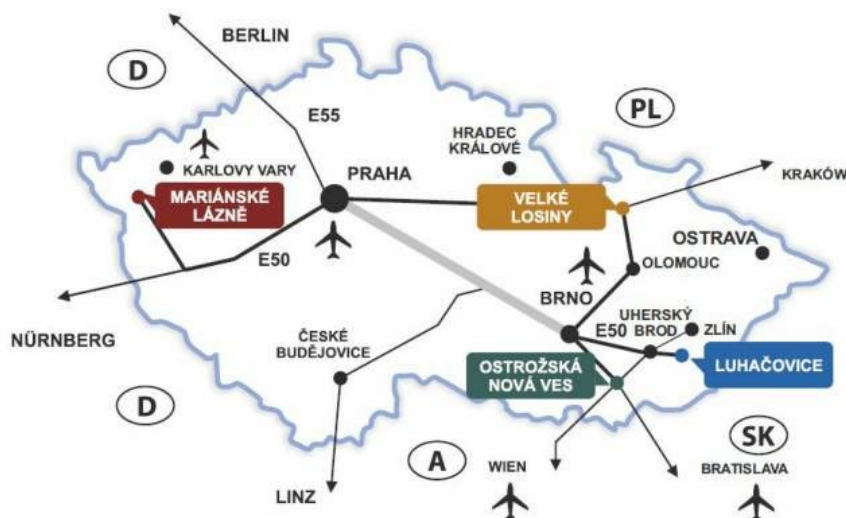 BERLIN
D
PL
E55
HRADEC
KRÁLOVÉ
KARLOVY VARY
PRAHA
KRAKÓW
MARIÁNSKÉ
LÁZNĚ
VELKÉ
LOSINY
OSTRAVA
E50
OLOMOUC
BRNO
UHERSKÝ
BROD
E50
ZLÍN
NÜRNBERG
ČESKÉ
BUDĚJOVICE
OSTROŽSKÁ
NOVÁ VES
LUHAČOVICE
D
SK
A
WIEN
BRATISLAVA
LINZ